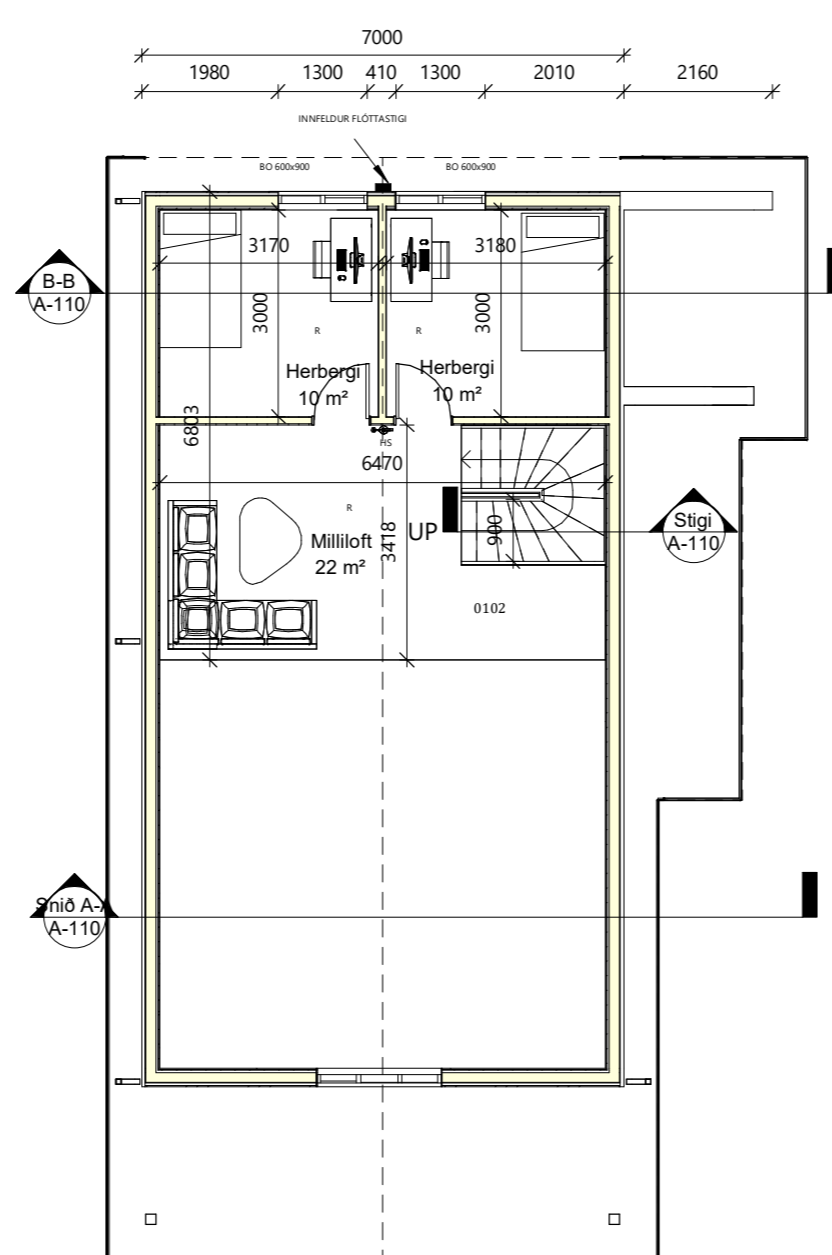 7000
1980 1300 410 1300 2010 2160
INNFELDUR FLÓTTASTIGI
BO 600x900 BO 600x900
3170 3180
B-B
A-110
3000 3000
R R
Herbergi
10 m²
Herbergi
10 m²
6803
HS
6470
R
Milliloft
22 m²
3418
UP
900
Stigi
A-110
0102
Snið A-A
A-110